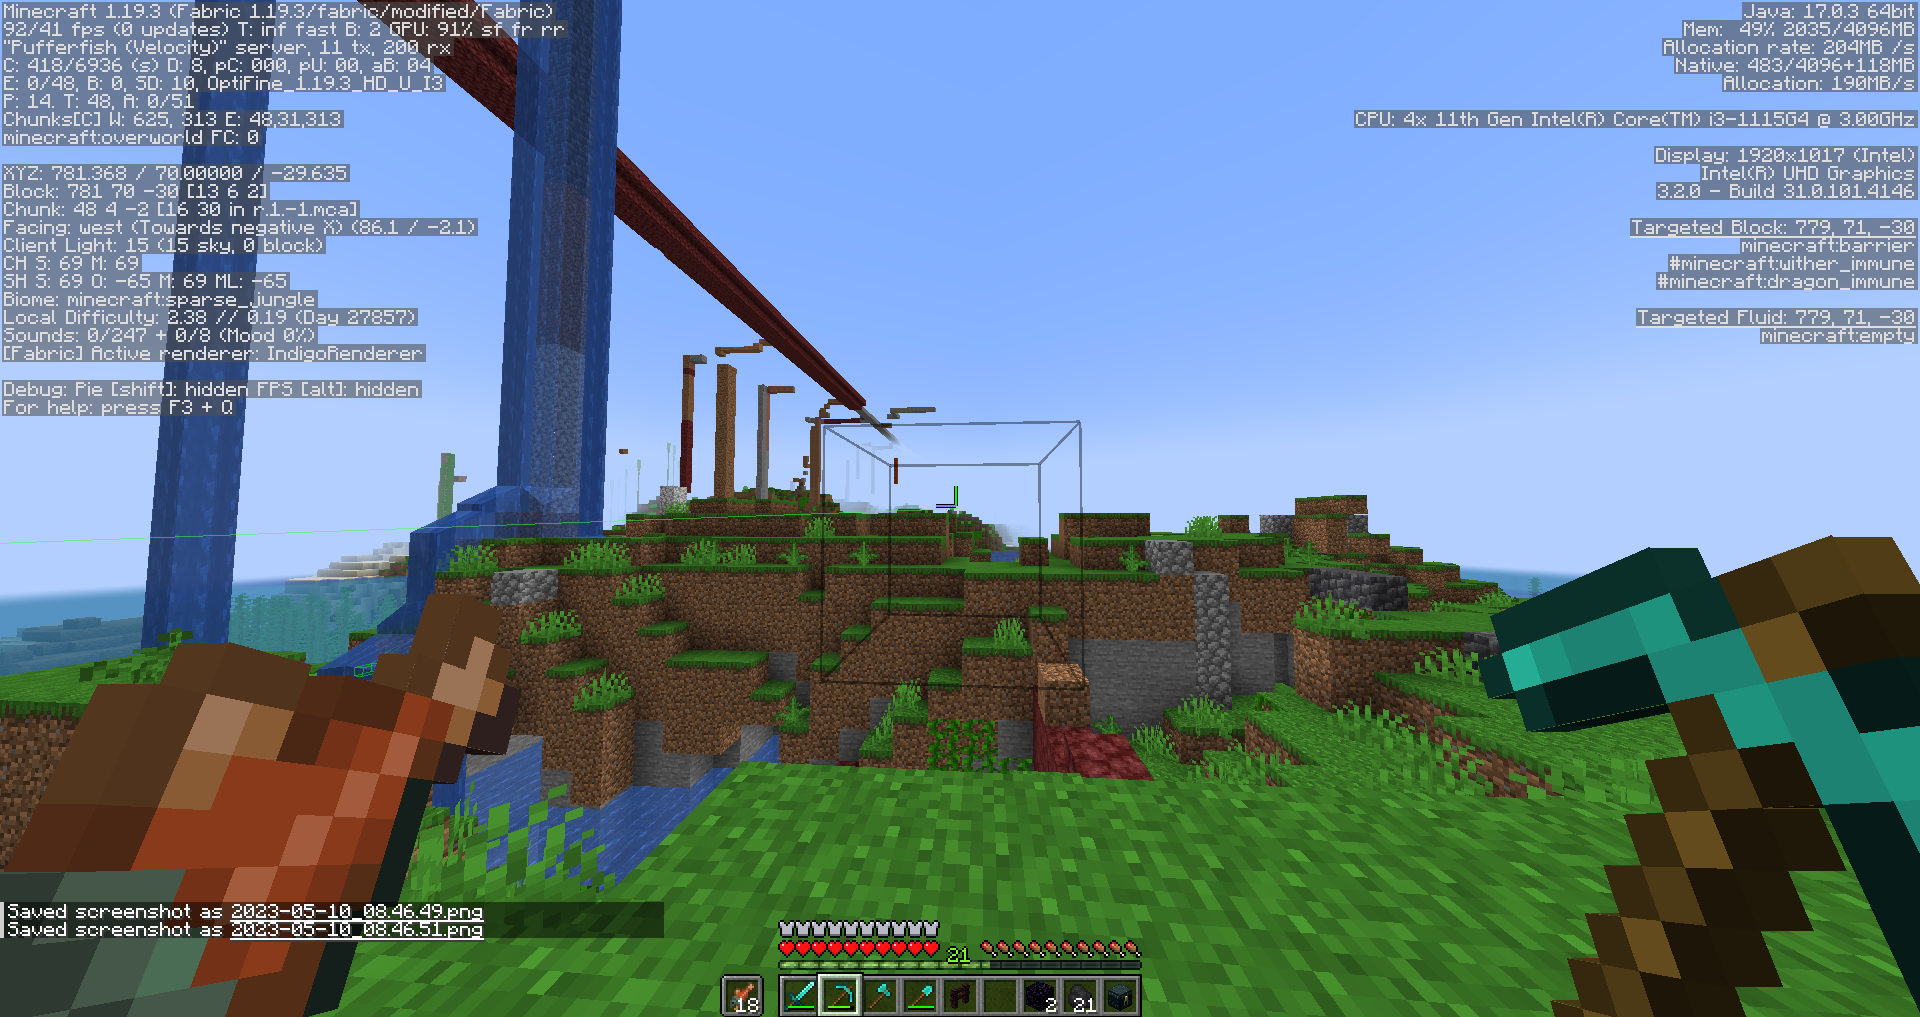 Minecraft 1.19.3 (Fabric 1.19.3/fabric/modified/Fabric)
92/41 fps (0 updates) T: inf fast B: 2 GPU: 91% sf fr rr
"Pufferfish (Velocity)" server, 11 tx, 200 rx
C: 418/6936 (s) D: 8, pC: 000, pU: 00, aB: 04
E: 0/48, B: 0, SD: 10, OptiFine_1.19.3_HD_U_I3
P: 14. T: 48, A: 0/51
Chunks[C] W: 625, 313 E: 48,31,313
minecraft:overworld FC: 0
XYZ: 781.368 / 70.00000 / -29.635
Block: 781 70 -30 [13 6 2]
Chunk: 48 4 -2 [16 30 in r.1.-1.mca]
Facing: west (Towards negative X) (86.1 / -2.1)
Client Light: 15 (15 sky, 0 block)
CH S: 69 M: 69
SH S: 69 O: -65 M: 69 ML: -65
Biome: minecraft:sparse_jungle
Local Difficulty: 2.38 // 0.19 (Day 27857)
Sounds: 0/247 + 0/8 (Mood 0%)
[Fabric] Active renderer: IndigoRenderer
Debug: Pie [shift]: hidden FPS [alt]: hidden
For help: press F3 + Q
Java: 17.0.3 64bit
Mem: 49% 2035/4096MB
Allocation rate: 204MB /s
Native: 483/4096+118MB
Allocation: 190MB/s
CPU: 4x 11th Gen Intel(R) Core(TM) i3-1115G4 @ 3.00GHz
Display: 1920x1017 (Intel)
Intel(R) UHD Graphics
3.2.0 - Build 31.0.101.4146
Targeted Block: 779, 71, -30
minecraft:barrier
#minecraft:wither_immune
#minecraft:dragon_immune
Targeted Fluid: 779, 71, -30
minecraft:empty
Saved screenshot as 2023-05-10_08.46.49.png
Saved screenshot as 2023-05-10_08.46.51.png
21
18
2
21